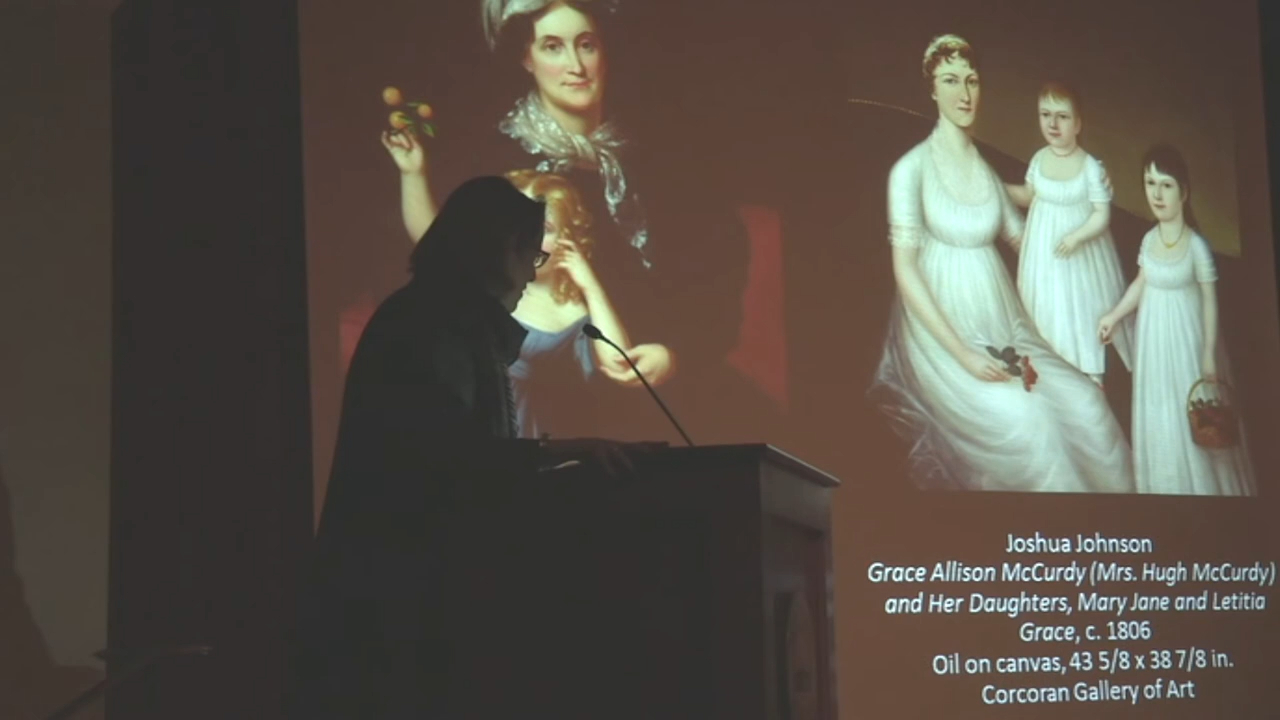 Joshua Johnson
Grace Allison McCurdy (Mrs. Hugh McCurdy)
and Her Daughters, Mary Jane and Letitia
Grace, c. 1806
Oil on canvas, 43 5/8 x 38 7/8 in.
Corcoran Gallery of Art